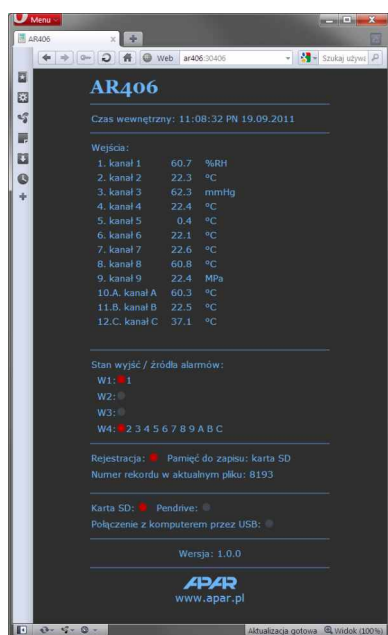 Menu
AR406
Web ar406:30406
Szukaj używa
AR406
Czas wewnętrzny: 11:08:32 PN 19.09.2011
Wejścia:
1. kanał 1 60.7 %RH
2. kanał 2 22.3 °C
3. kanał 3 62.3 mmHg
4. kanał 4 22.4 °C
5. kanał 5 0.4 °C
6. kanał 6 22.1 °C
7. kanał 7 22.6 °C
8. kanał 8 60.8 °C
9. kanał 9 22.4 MPa
10.A. kanał A 60.3 °C
11.B. kanał B 22.5 °C
12.C. kanał C 37.1 °C
Stan wyjść / źródła alarmów:
W1: 1
W2:
W3:
W4: 2 3 4 5 6 7 8 9 A B C
Rejestracja: Pamięć do zapisu: karta SD
Numer rekordu w aktualnym pliku: 8193
Karta SD: Pendrive:
Połączenie z komputerem przez USB:
Wersja: 1.0.0
APAR
www.apar.pl
Aktualizacja gotowa Widok (100%)